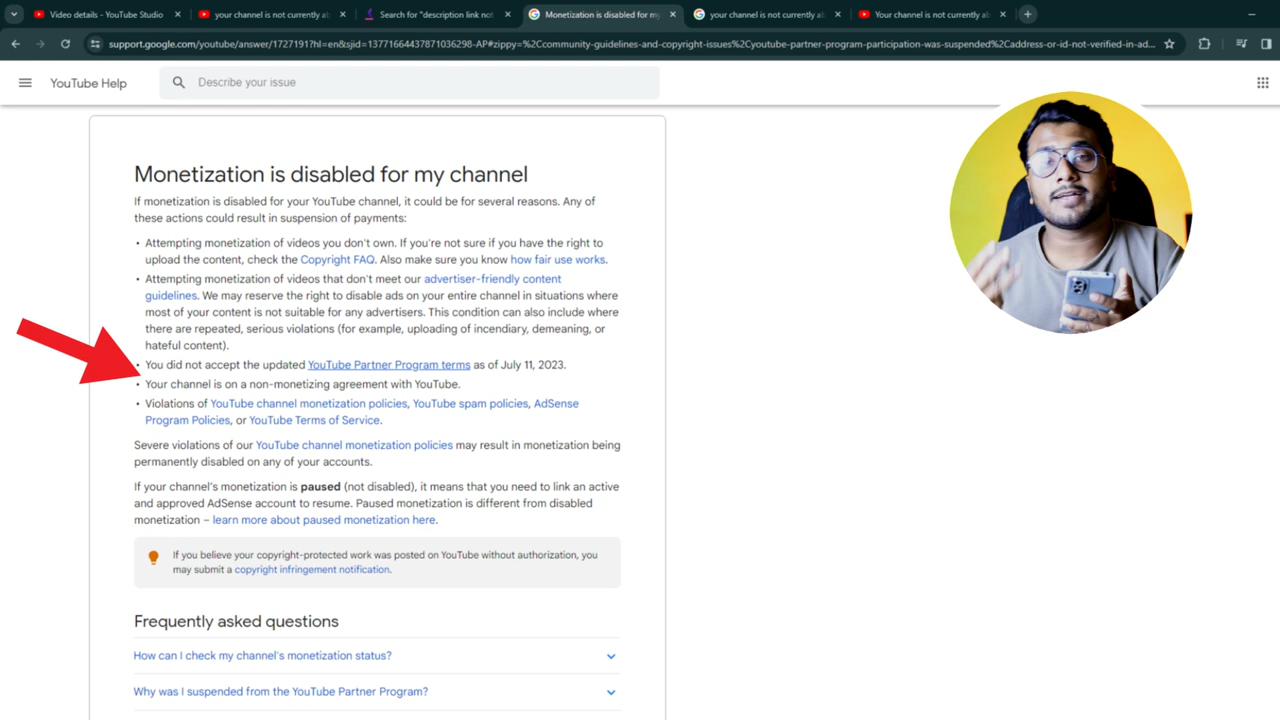 Video details - YouTube Studio
your channel is not currently ab
Search for "description link not
Monetization is disabled for my
your channel is not currently ab
Your channel is not currently ab
support.google.com/youtube/answer/1727191?hl=en&sjid=13771664437871036298-AP#zippy=%2Ccommunity-guidelines-and-copyright-issues%2Cyoutube-partner-program-participation-was-suspended%2Caddress-or-id-not-verified-in-ad...
YouTube Help
Describe your issue
Monetization is disabled for my channel
If monetization is disabled for your YouTube channel, it could be for several reasons. Any of
these actions could result in suspension of payments:
• Attempting monetization of videos you don't own. If you're not sure if you have the right to
upload the content, check the Copyright FAQ. Also make sure you know how fair use works.
• Attempting monetization of videos that don't meet our advertiser-friendly content
guidelines. We may reserve the right to disable ads on your entire channel in situations where
most of your content is not suitable for any advertisers. This condition can also include where
there are repeated, serious violations (for example, uploading of incendiary, demeaning, or
hateful content).
• You did not accept the updated YouTube Partner Program terms as of July 11, 2023.
• Your channel is on a non-monetizing agreement with YouTube.
• Violations of YouTube channel monetization policies, YouTube spam policies, AdSense
Program Policies, or YouTube Terms of Service.
Severe violations of our YouTube channel monetization policies may result in monetization being
permanently disabled on any of your accounts.
If your channel's monetization is paused (not disabled), it means that you need to link an active
and approved AdSense account to resume. Paused monetization is different from disabled
monetization – learn more about paused monetization here.
If you believe your copyright-protected work was posted on YouTube without authorization, you
may submit a copyright infringement notification.
Frequently asked questions
How can I check my channel's monetization status?
Why was I suspended from the YouTube Partner Program?